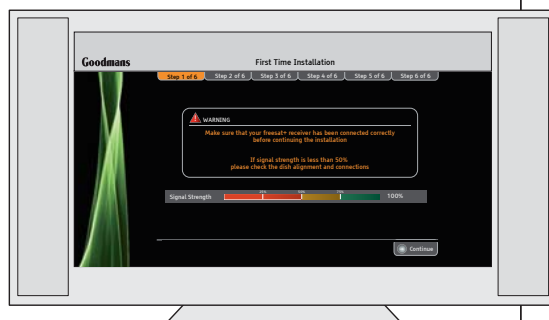 Goodmans
First Time Installation
Step 1 of 6 Step 2 of 6 Step 3 of 6 Step 4 of 6 Step 5 of 6 Step 6 of 6
WARNING
Make sure that your freesat+ receiver has been connected correctly
before continuing the installation
If signal strength is less than 50%
please check the dish alignment and connections
25% 50% 75%
Signal Strength 100%
Continue